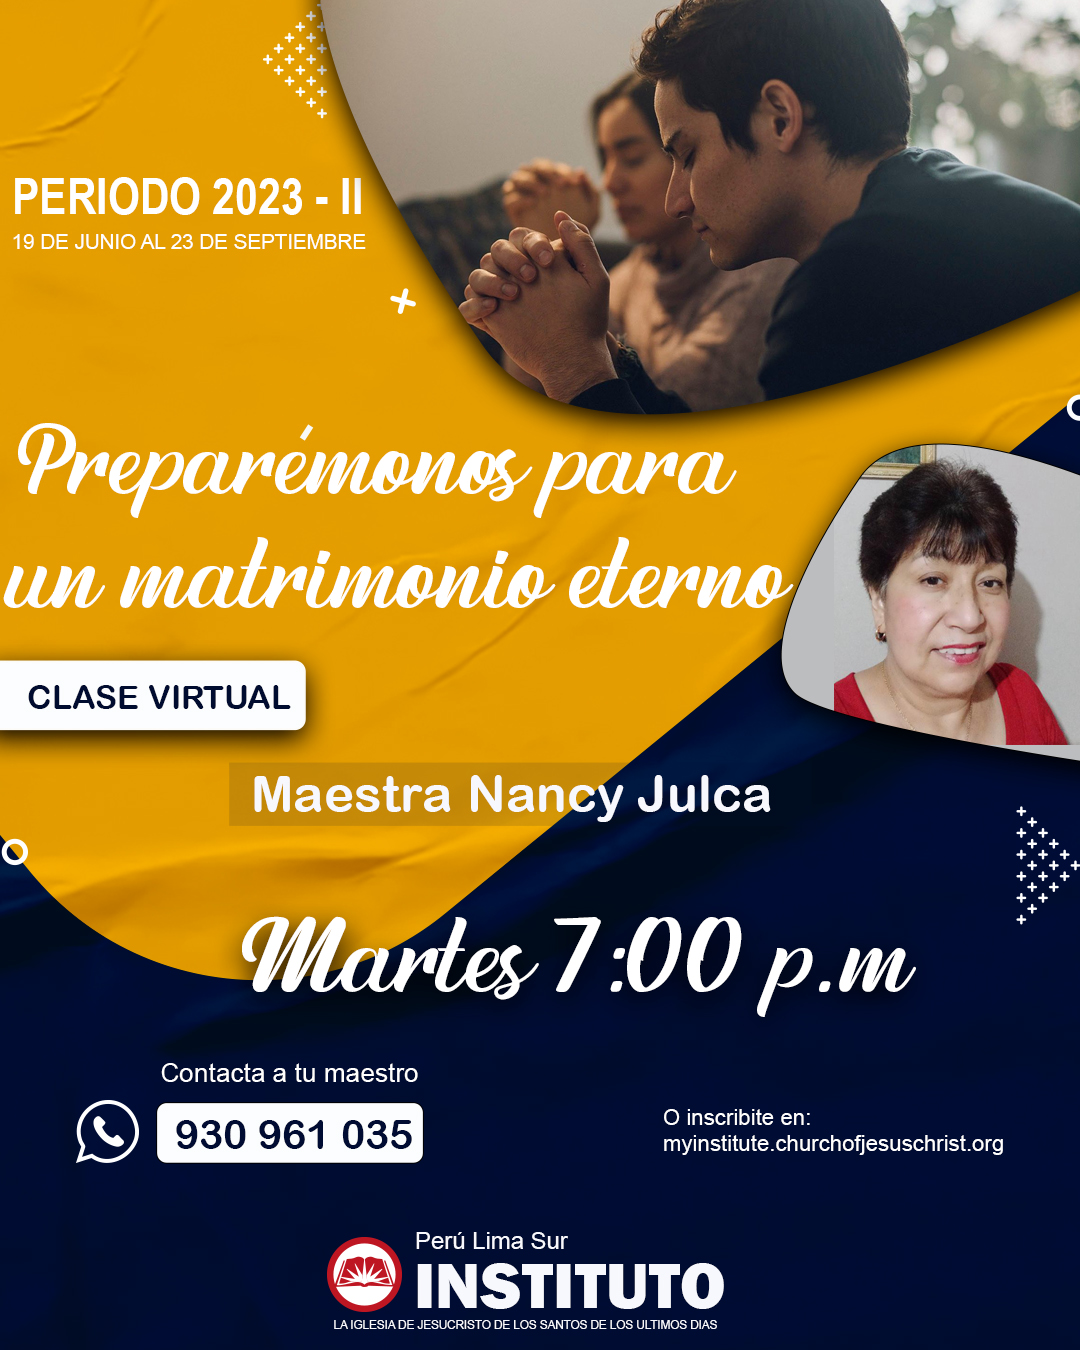 PERIODO 2023 - II
19 DE JUNIO AL 23 DE SEPTIEMBRE
Preparémonos para
un matrimonio eterno
CLASE VIRTUAL
Maestra Nancy Julca
Martes 7:00 p.m
Contacta a tu maestro
930 961 035
O inscribite en:
myinstitute.churchofjesuschrist.org
Perú Lima Sur
INSTITUTO
LA IGLESIA DE JESUCRISTO DE LOS SANTOS DE LOS ULTIMOS DIAS